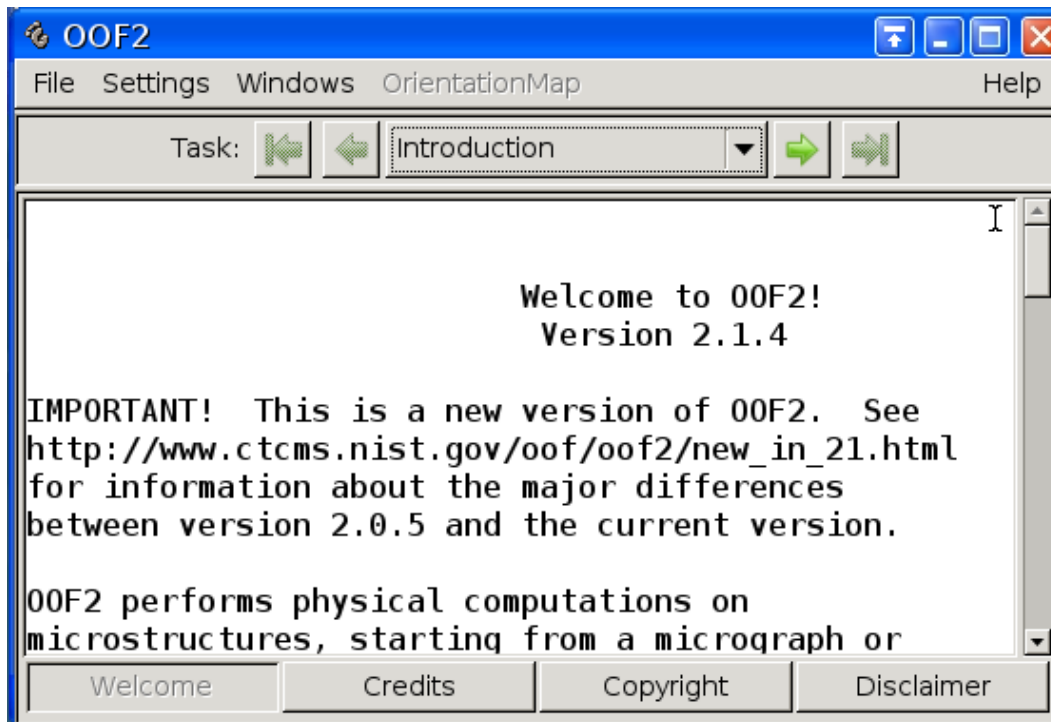 OOF2
File Settings Windows OrientationMap Help
Task: Introduction
Welcome to OOF2!
Version 2.1.4
IMPORTANT!  This is a new version of OOF2.  See
http://www.ctcms.nist.gov/oof/oof2/new_in_21.html
for information about the major differences
between version 2.0.5 and the current version.
OOF2 performs physical computations on
microstructures, starting from a micrograph or
Welcome Credits Copyright Disclaimer